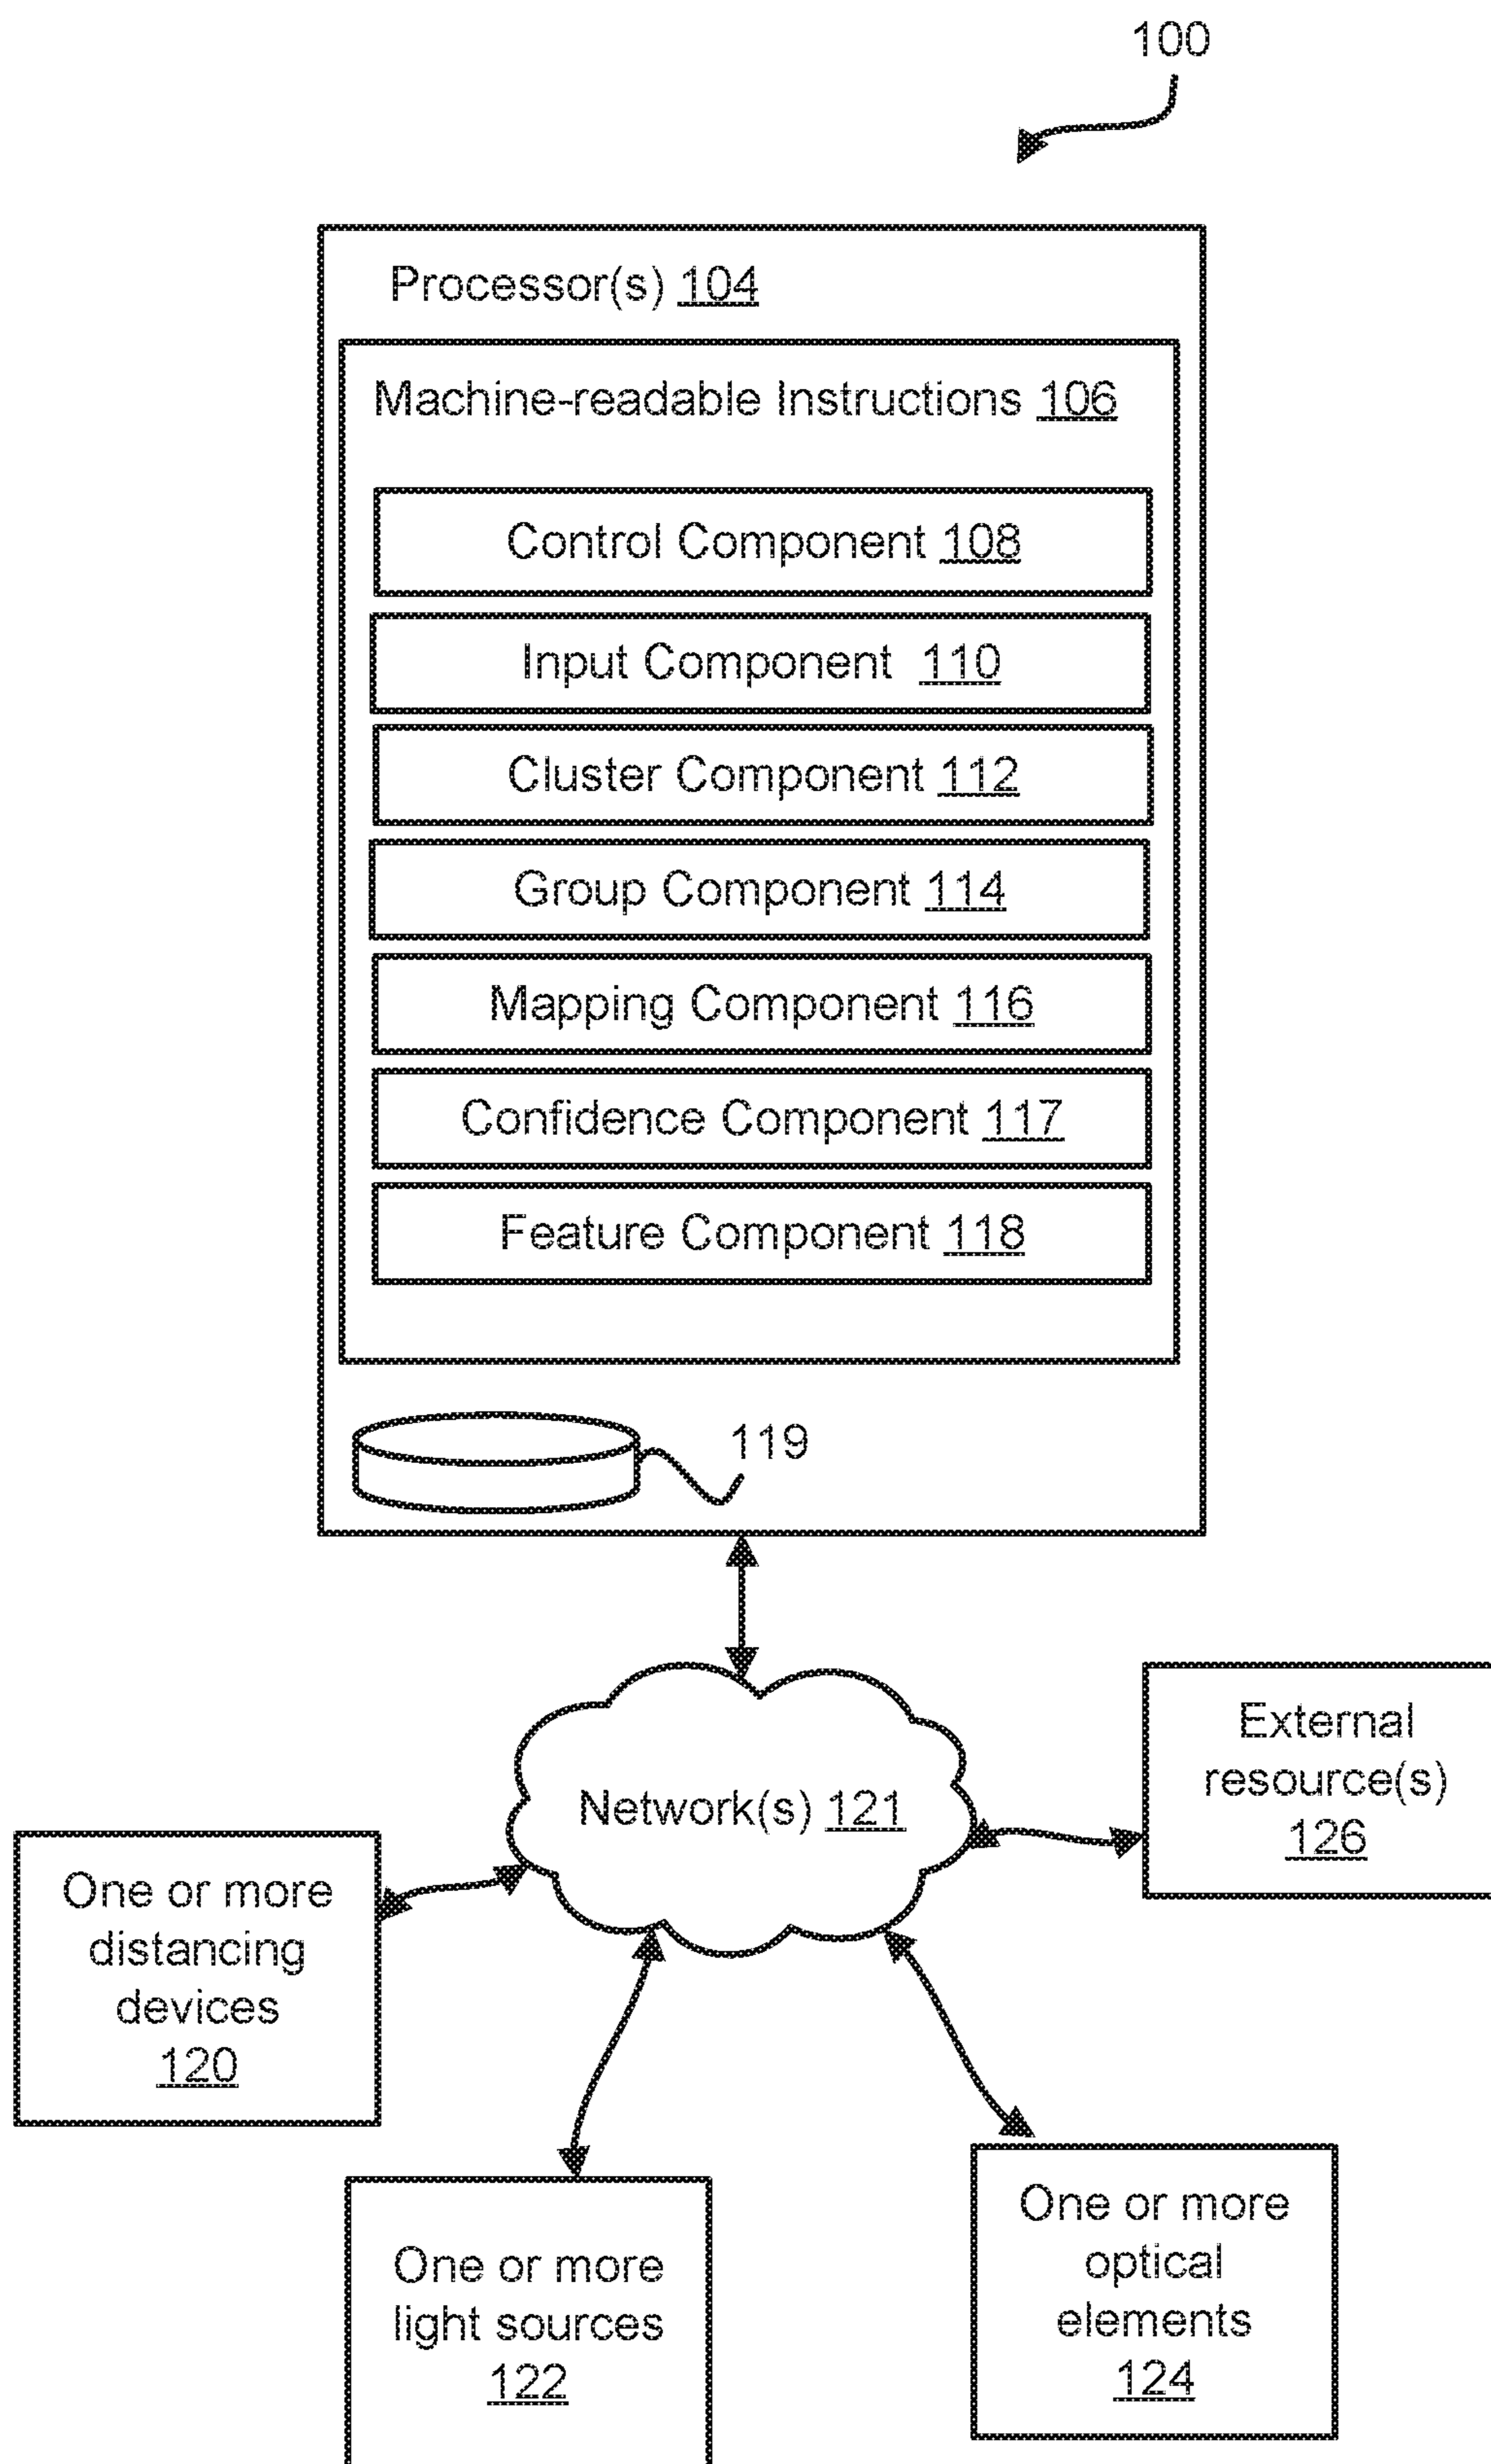 100
Processor(s) 104
Machine-readable Instructions 106
Control Component 108
Input Component 110
Cluster Component 112
Group Component 114
Mapping Component 116
Confidence Component 117
Feature Component 118
119
Network(s) 121
External
resource(s)
126
One or more
distancing
devices
120
One or more
light sources
122
One or more
optical
elements
124